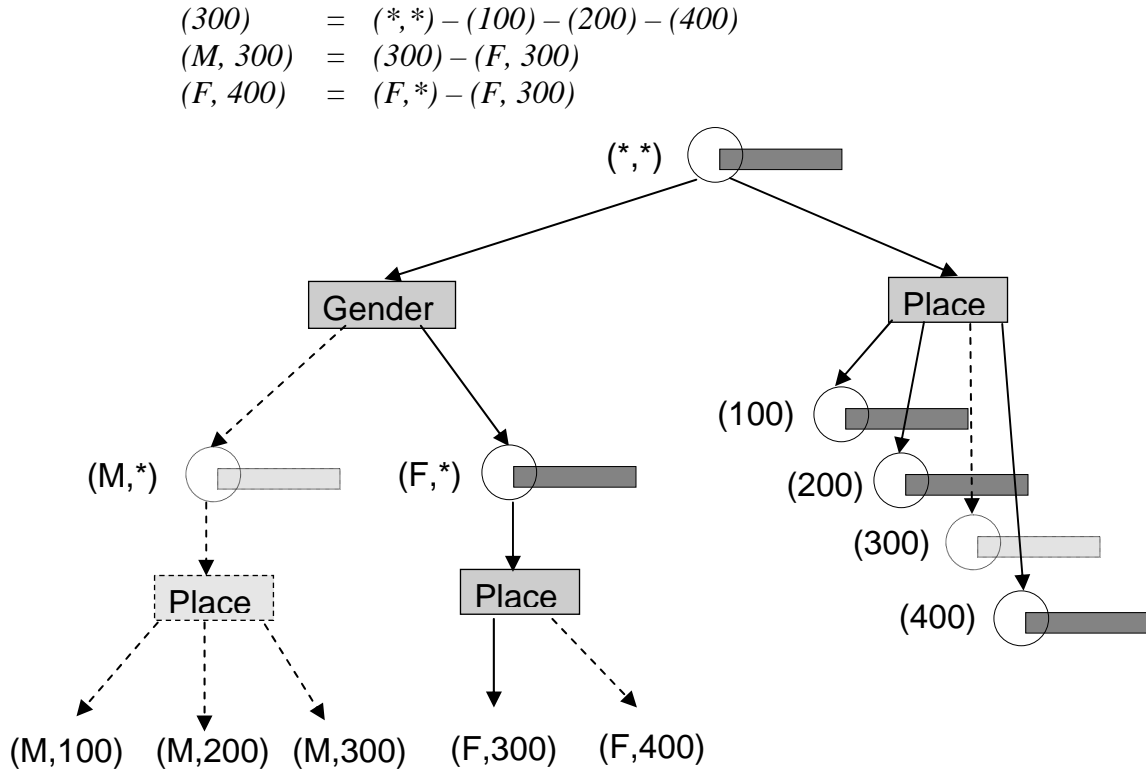 (300) = (*,*) – (100) – (200) – (400)
(M, 300) = (300) – (F, 300)
(F, 400) = (F,*) – (F, 300)
(*,*)
Gender
Place
(100)
(M,*)
(F,*)
(200)
(300)
Place
Place
(400)
(M,100) (M,200) (M,300) (F,300) (F,400)